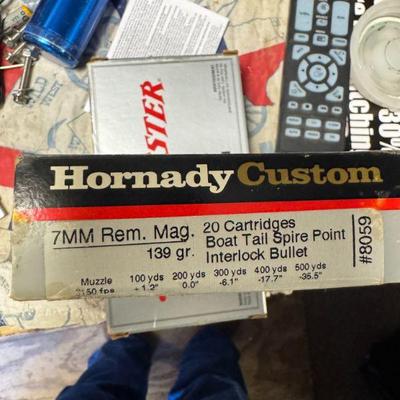 Hornady Custom
7MM Rem. Mag.
139 gr.
20 Cartridges
Boat Tail Spire Point
Interlock Bullet
#8059
Muzzle 100 yds 200 yds 300 yds 400 yds 500 yds
3150 fps +1.2" 0.0" -6.1" -17.7" -35.5"
STER
30%